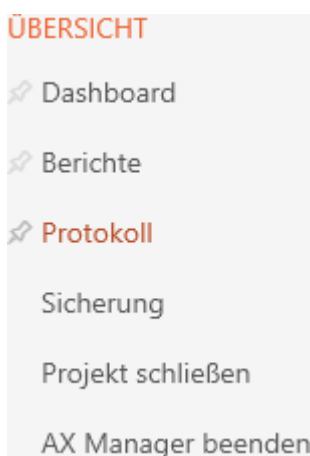 ÜBERSICHT
Dashboard
Berichte
Protokoll
Sicherung
Projekt schließen
AX Manager beenden